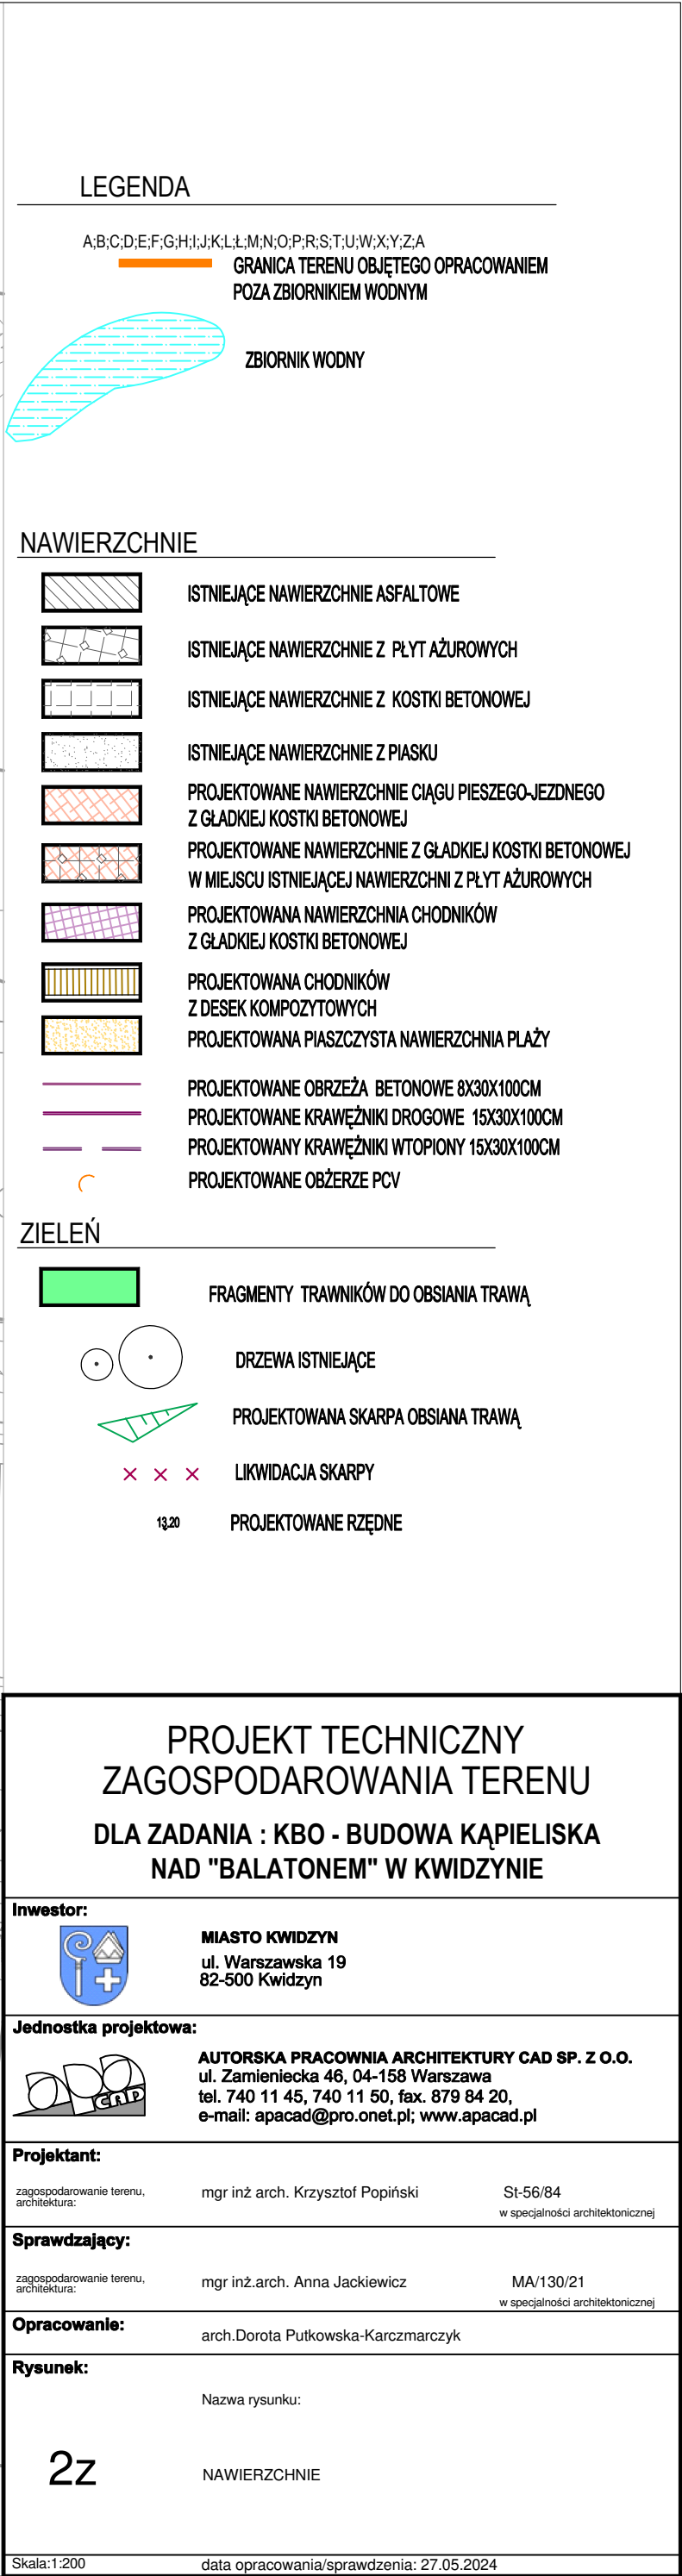 LEGENDA
A;B;C;D;E;F;G;H;I;J;K;L;Ł;M;N;O;P;R;S;T;U;W;X;Y;Z;A
GRANICA TERENU OBJĘTEGO OPRACOWANIEM
POZA ZBIORNIKIEM WODNYM
ZBIORNIK WODNY
NAWIERZCHNIE
ISTNIEJĄCE NAWIERZCHNIE ASFALTOWE
ISTNIEJĄCE NAWIERZCHNIE Z PŁYT AŻUROWYCH
ISTNIEJĄCE NAWIERZCHNIE Z KOSTKI BETONOWEJ
ISTNIEJĄCE NAWIERZCHNIE Z PIASKU
PROJEKTOWANE NAWIERZCHNIE CIĄGU PIESZEGO-JEZDNEGO
Z GŁADKIEJ KOSTKI BETONOWEJ
PROJEKTOWANE NAWIERZCHNIE Z GŁADKIEJ KOSTKI BETONOWEJ
W MIEJSCU ISTNIEJĄCEJ NAWIERZCHNI Z PŁYT AŻUROWYCH
PROJEKTOWANA NAWIERZCHNIA CHODNIKÓW
Z GŁADKIEJ KOSTKI BETONOWEJ
PROJEKTOWANA CHODNIKÓW
Z DESEK KOMPOZYTOWYCH
PROJEKTOWANA PIASZCZYSTA NAWIERZCHNIA PLAŻY
PROJEKTOWANE OBRZEŻA BETONOWE 8X30X100CM
PROJEKTOWANE KRAWĘŻNIKI DROGOWE 15X30X100CM
PROJEKTOWANY KRAWĘŻNIKI WTOPIONY 15X30X100CM
PROJEKTOWANE OBŻERZE PCV
ZIELEŃ
FRAGMENTY TRAWNIKÓW DO OBSIANIA TRAWĄ
DRZEWA ISTNIEJĄCE
PROJEKTOWANA SKARPA OBSIANA TRAWĄ
LIKWIDACJA SKARPY
13,20 PROJEKTOWANE RZĘDNE
PROJEKT TECHNICZNY
ZAGOSPODAROWANIA TERENU
DLA ZADANIA : KBO - BUDOWA KĄPIELISKA
NAD "BALATONEM" W KWIDZYNIE
Inwestor:
MIASTO KWIDZYN
ul. Warszawska 19
82-500 Kwidzyn
Jednostka projektowa:
CAD
AUTORSKA PRACOWNIA ARCHITEKTURY CAD SP. Z O.O.
ul. Zamieniecka 46, 04-158 Warszawa
tel. 740 11 45, 740 11 50, fax. 879 84 20,
e-mail: apacad@pro.onet.pl; www.apacad.pl
Projektant:
zagospodarowanie terenu,
architektura:
mgr inż arch. Krzysztof Popiński St-56/84
w specjalności architektonicznej
Sprawdzający:
zagospodarowanie terenu,
architektura:
mgr inż.arch. Anna Jackiewicz MA/130/21
w specjalności architektonicznej
Opracowanie:
arch.Dorota Putkowska-Karczmarczyk
Rysunek:
Nazwa rysunku:
2z NAWIERZCHNIE
Skala:1:200 data opracowania/sprawdzenia: 27.05.2024